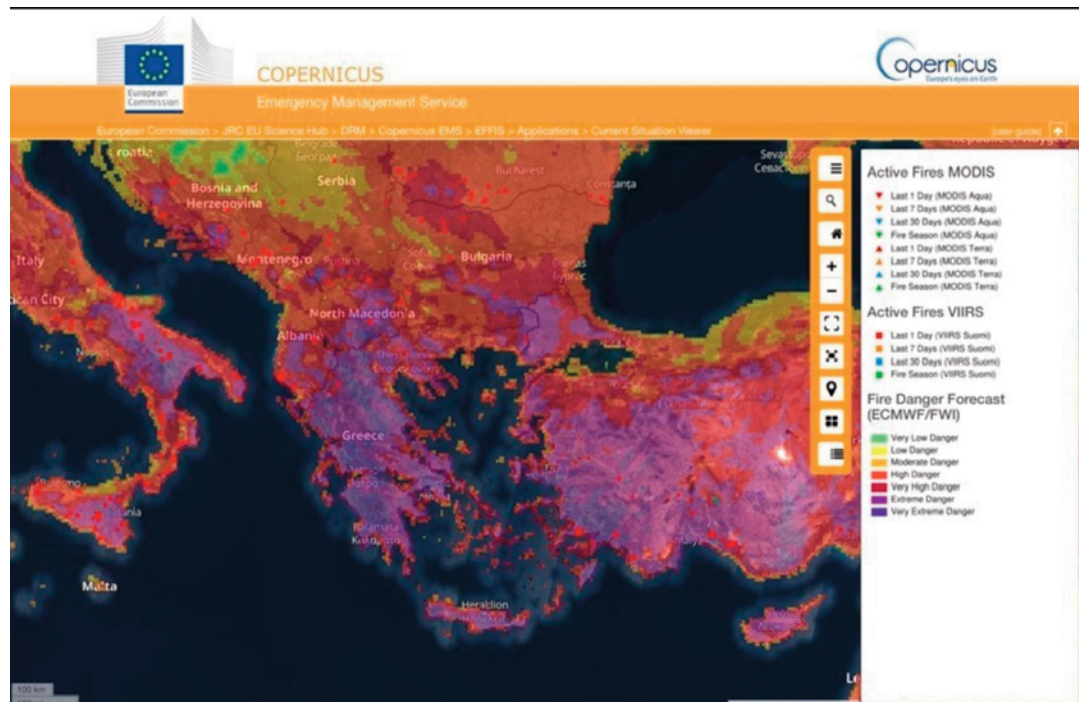 European
Commission
COPERNICUS
Emergency Management Service
opernicus
Europe's eyes on Earth
European Commission > JRC EU Science Hub > DRM > Copernicus EMS > EFFIS > Applications > Current Situation Viewer
[user guide]
Republic of
Croatia
Belgrade
Bosnia and
Herzegovina
Serbia
Bucharest
Constanța
Italy
Montenegro
Bulgaria
Burgas
North Macedonia
Albania
Greece
Kalamata
Malta
Heraklion
100 km
Active Fires MODIS
Last 1 Day (MODIS Aqua)
Last 7 Days (MODIS Aqua)
Last 30 Days (MODIS Aqua)
Fire Season (MODIS Aqua)
Last 1 Day (MODIS Terra)
Last 7 Days (MODIS Terra)
Last 30 Days (MODIS Terra)
Fire Season (MODIS Terra)
Active Fires VIIRS
Last 1 Day (VIIRS Suomi)
Last 7 Days (VIIRS Suomi)
Last 30 Days (VIIRS Suomi)
Fire Season (VIIRS Suomi)
Fire Danger Forecast
(ECMWF/FWI)
Very Low Danger
Low Danger
Moderate Danger
High Danger
Very High Danger
Extreme Danger
Very Extreme Danger